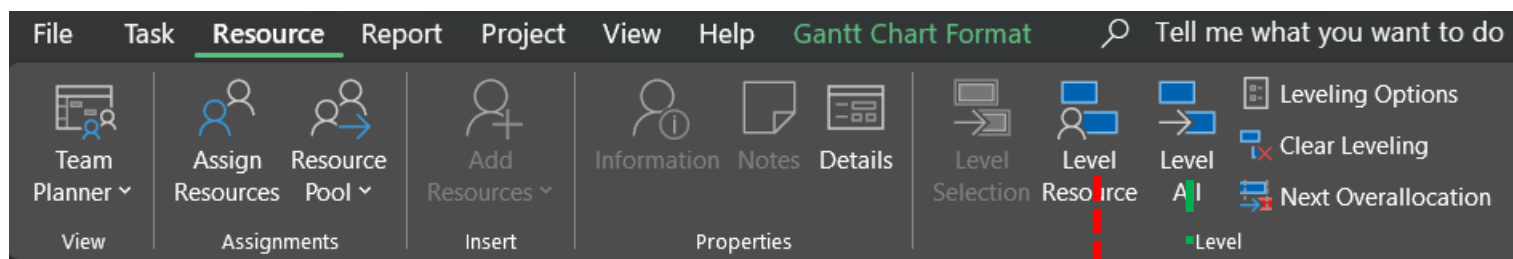 File Task Resource Report Project View Help Gantt Chart Format Tell me what you want to do
Team Planner
Assign Resources
Resource Pool
Add Resources
Information
Notes
Details
Level Selection
Level Resource
Level All
Leveling Options
Clear Leveling
Next Overallocation
View
Assignments
Insert
Properties
Level